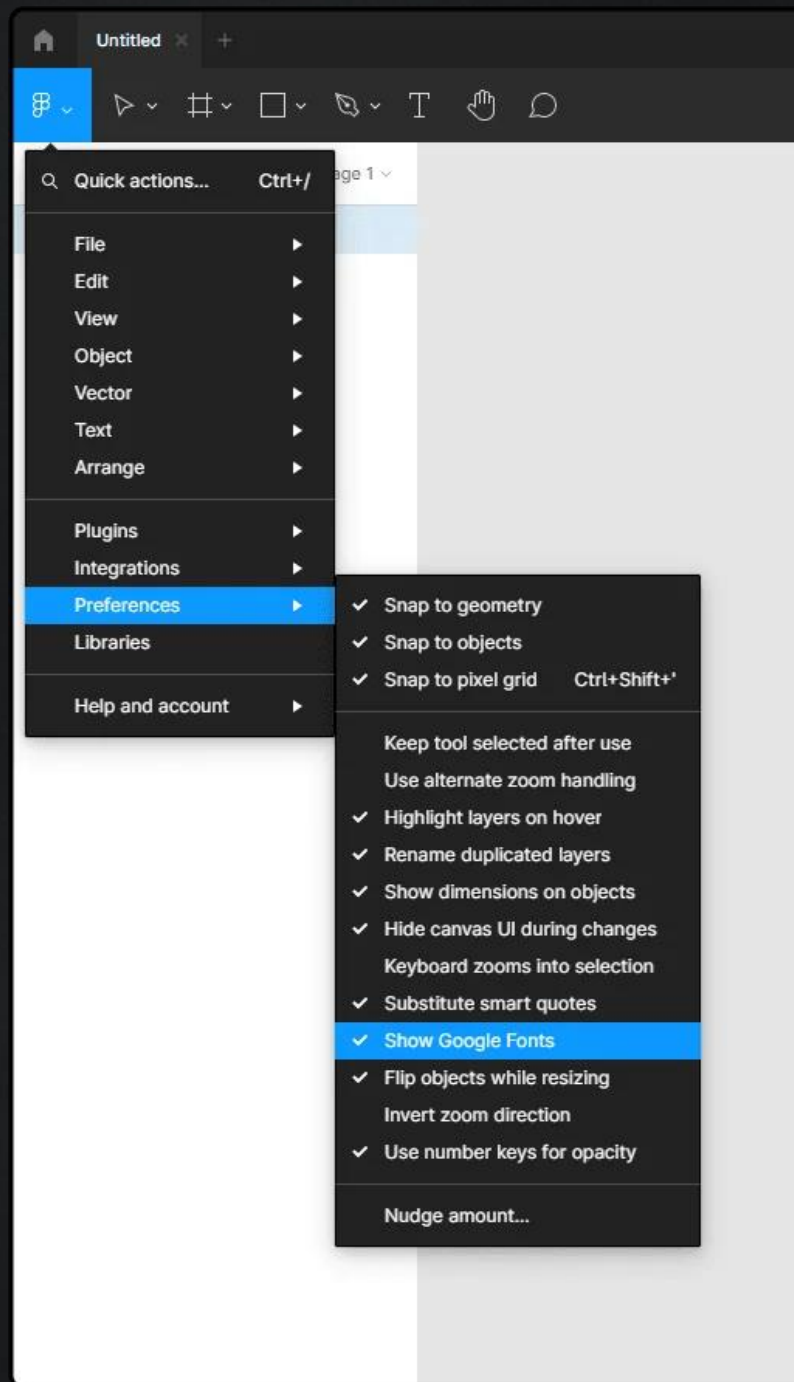 Untitled
T
Quick actions... Ctrl+/
age 1
File
Edit
View
Object
Vector
Text
Arrange
Plugins
Integrations
Preferences
Libraries
Help and account
Snap to geometry
Snap to objects
Snap to pixel grid Ctrl+Shift+'
Keep tool selected after use
Use alternate zoom handling
Highlight layers on hover
Rename duplicated layers
Show dimensions on objects
Hide canvas UI during changes
Keyboard zooms into selection
Substitute smart quotes
Show Google Fonts
Flip objects while resizing
Invert zoom direction
Use number keys for opacity
Nudge amount...